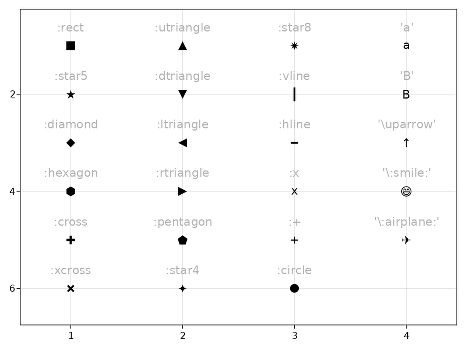 :rect :utriangle :star8 'a'
a
:star5 :dtriangle :vline 'B'
2 B
:diamond :ltriangle :hline '\uparrow'
↑
:hexagon :rtriangle :x '\:smile:'
4 x 😄
:cross :pentagon :+ '\:airplane:'
+ ✈
:xcross :star4 :circle
6
1 2 3 4